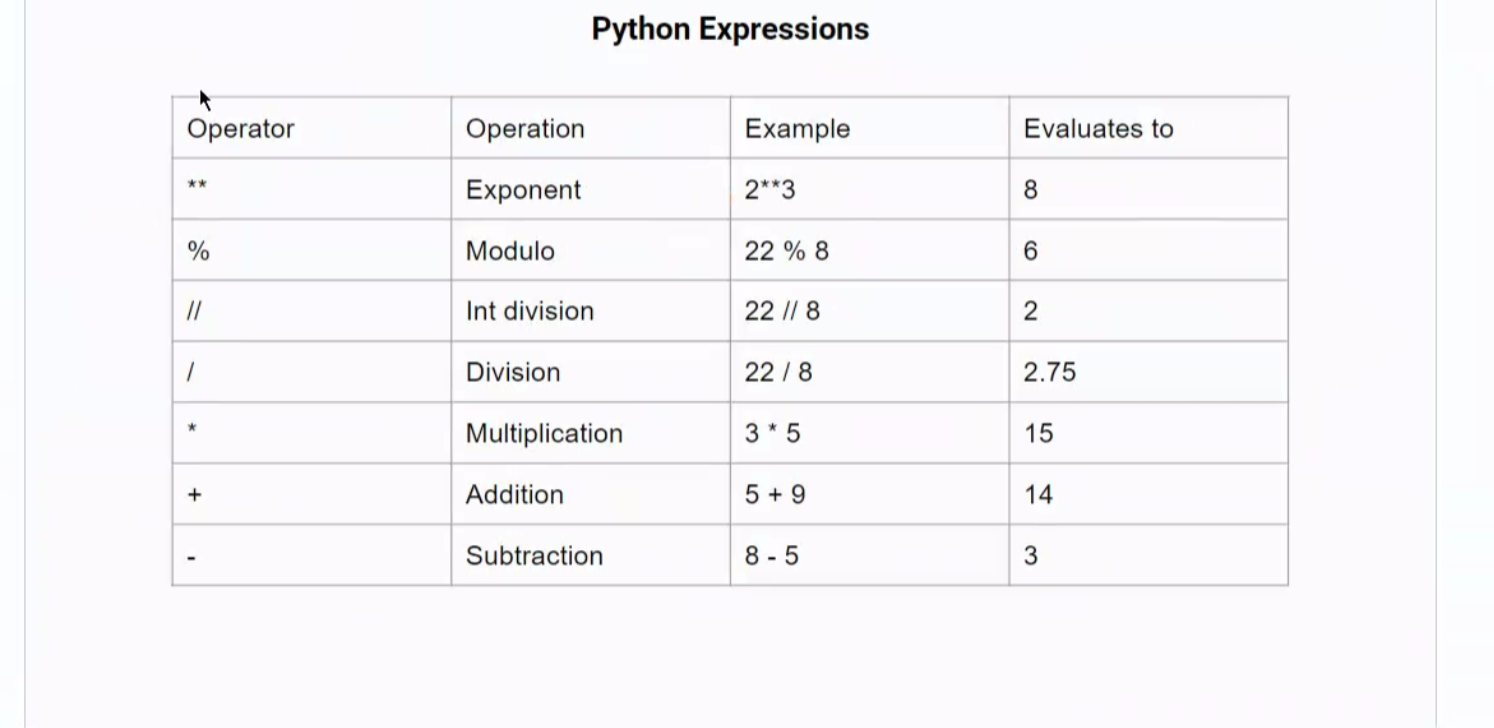 Python Expressions
Operator Operation Example Evaluates to
** Exponent 2**3 8
% Modulo 22 % 8 6
// Int division 22 // 8 2
/ Division 22 / 8 2.75
* Multiplication 3 * 5 15
+ Addition 5 + 9 14
- Subtraction 8 - 5 3